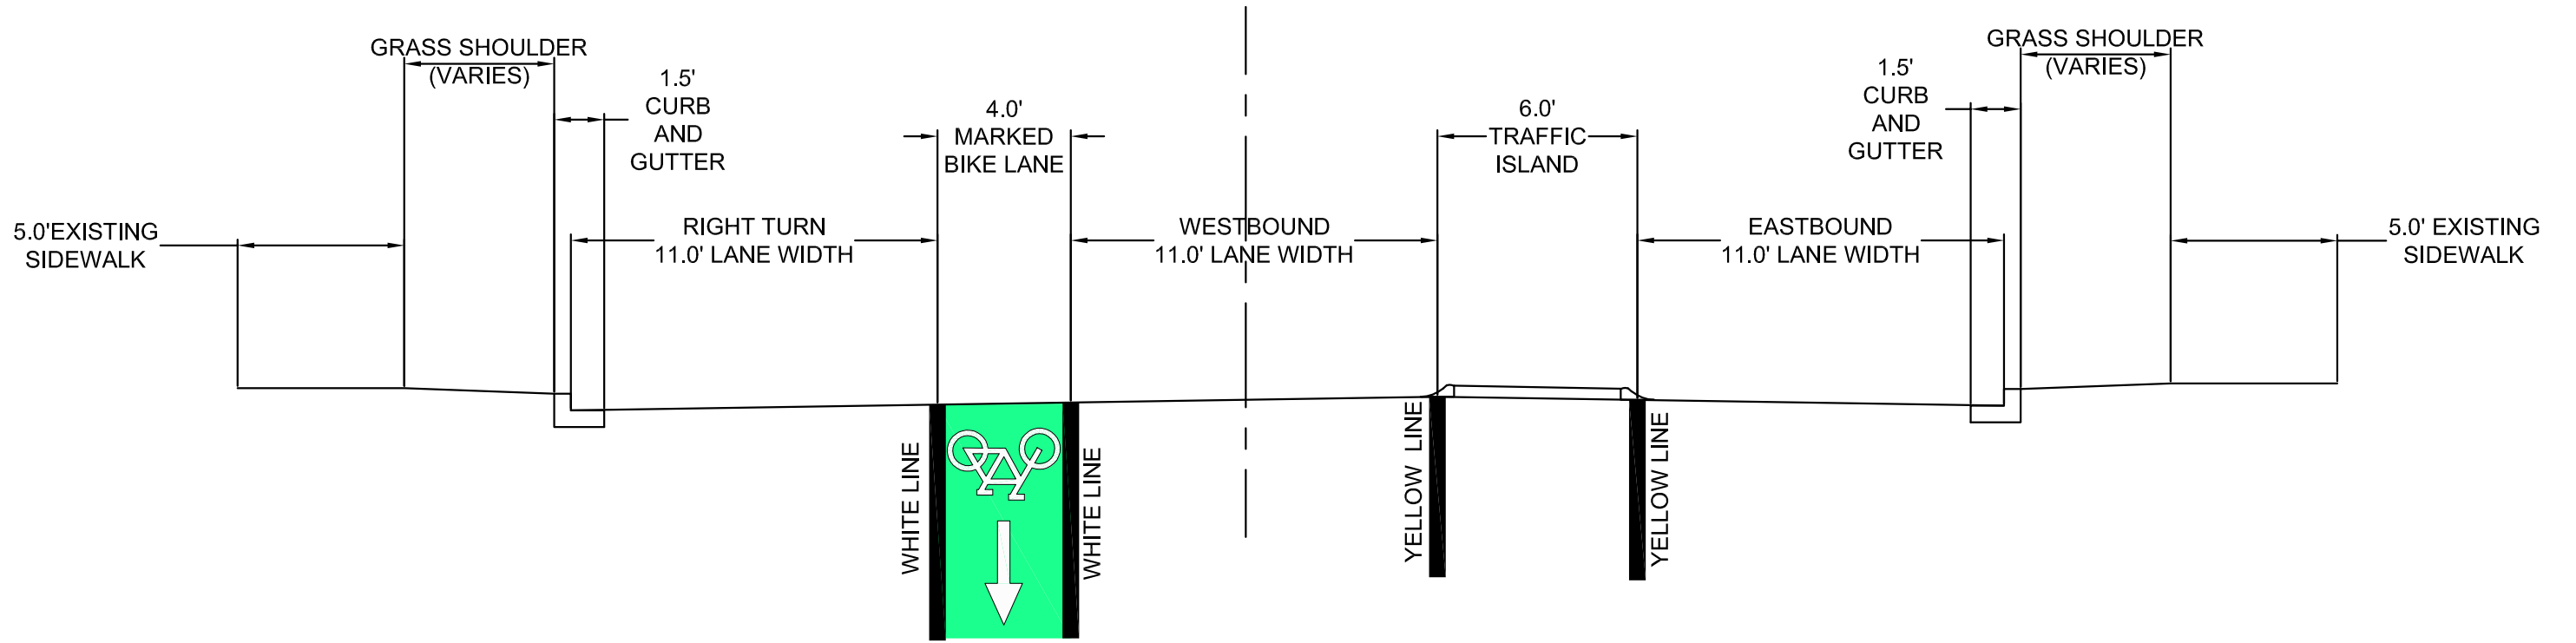 GRASS SHOULDER
(VARIES)
1.5'
CURB
AND
GUTTER
4.0'
MARKED
BIKE LANE
6.0'
TRAFFIC
ISLAND
1.5'
CURB
AND
GUTTER
GRASS SHOULDER
(VARIES)
5.0'EXISTING
SIDEWALK
RIGHT TURN
11.0' LANE WIDTH
WESTBOUND
11.0' LANE WIDTH
EASTBOUND
11.0' LANE WIDTH
5.0' EXISTING
SIDEWALK
WHITE LINE
WHITE LINE
YELLOW LINE
YELLOW LINE